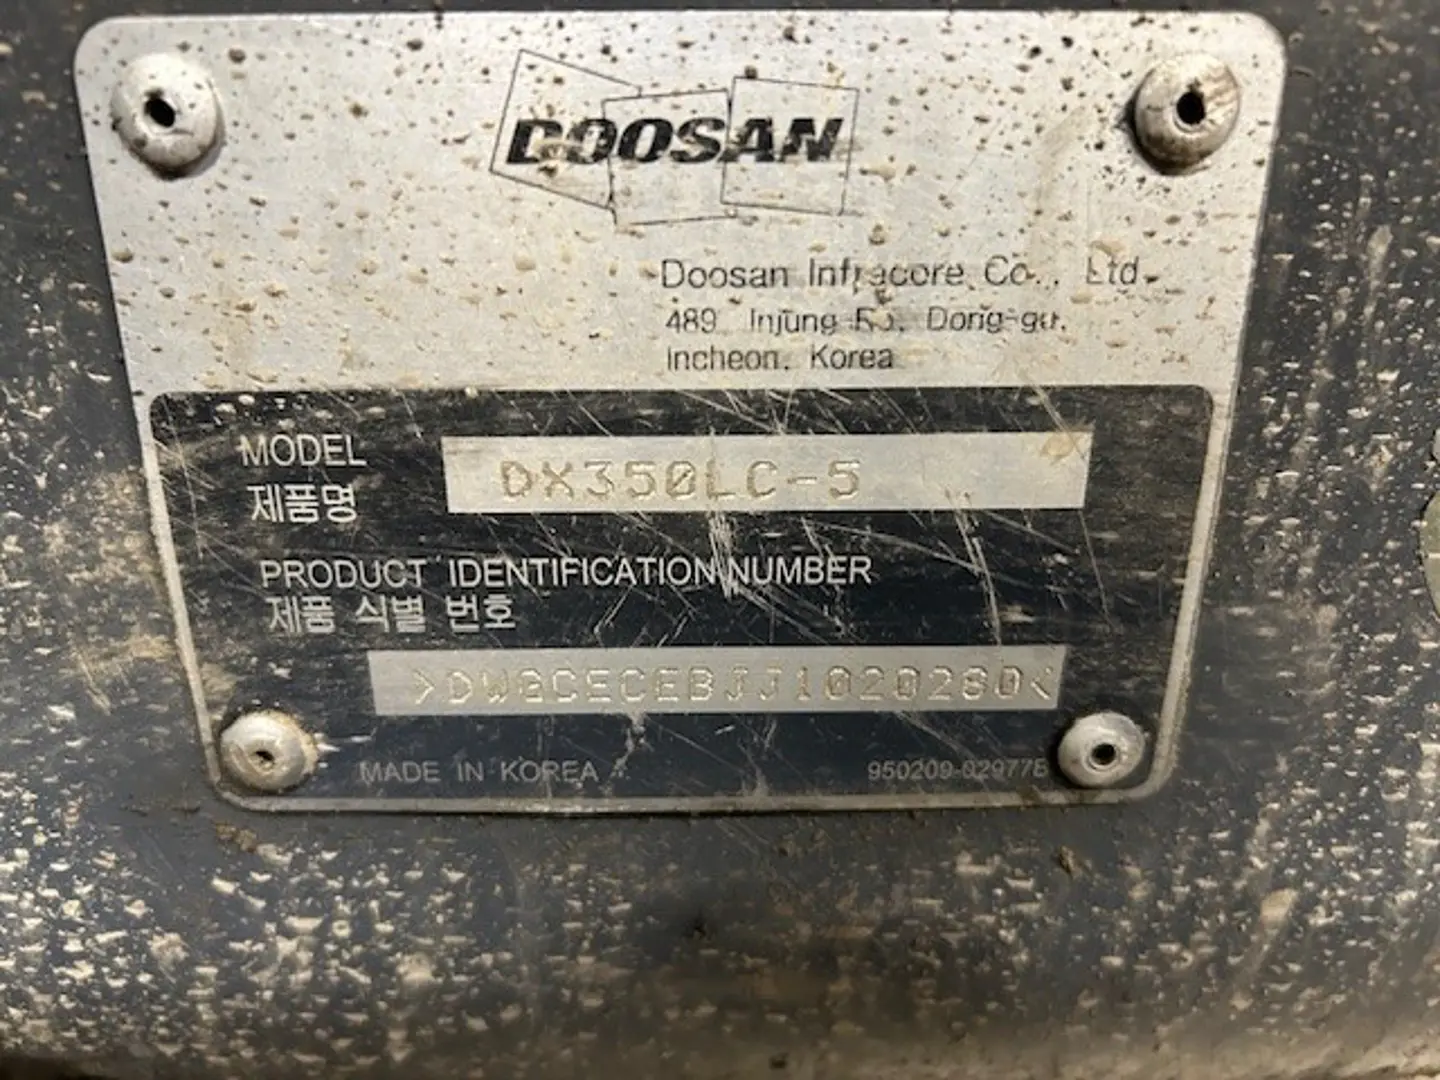 DOOSAN
Doosan Infracore Co., Ltd.
489, Injung-Ro, Dong-gu,
Incheon, Korea
MODEL
DX350LC-5
제품명
PRODUCT IDENTIFICATION NUMBER
제품 식별 번호
>DWGCECEBJJ1020280<
MADE IN KOREA
950209-02977B